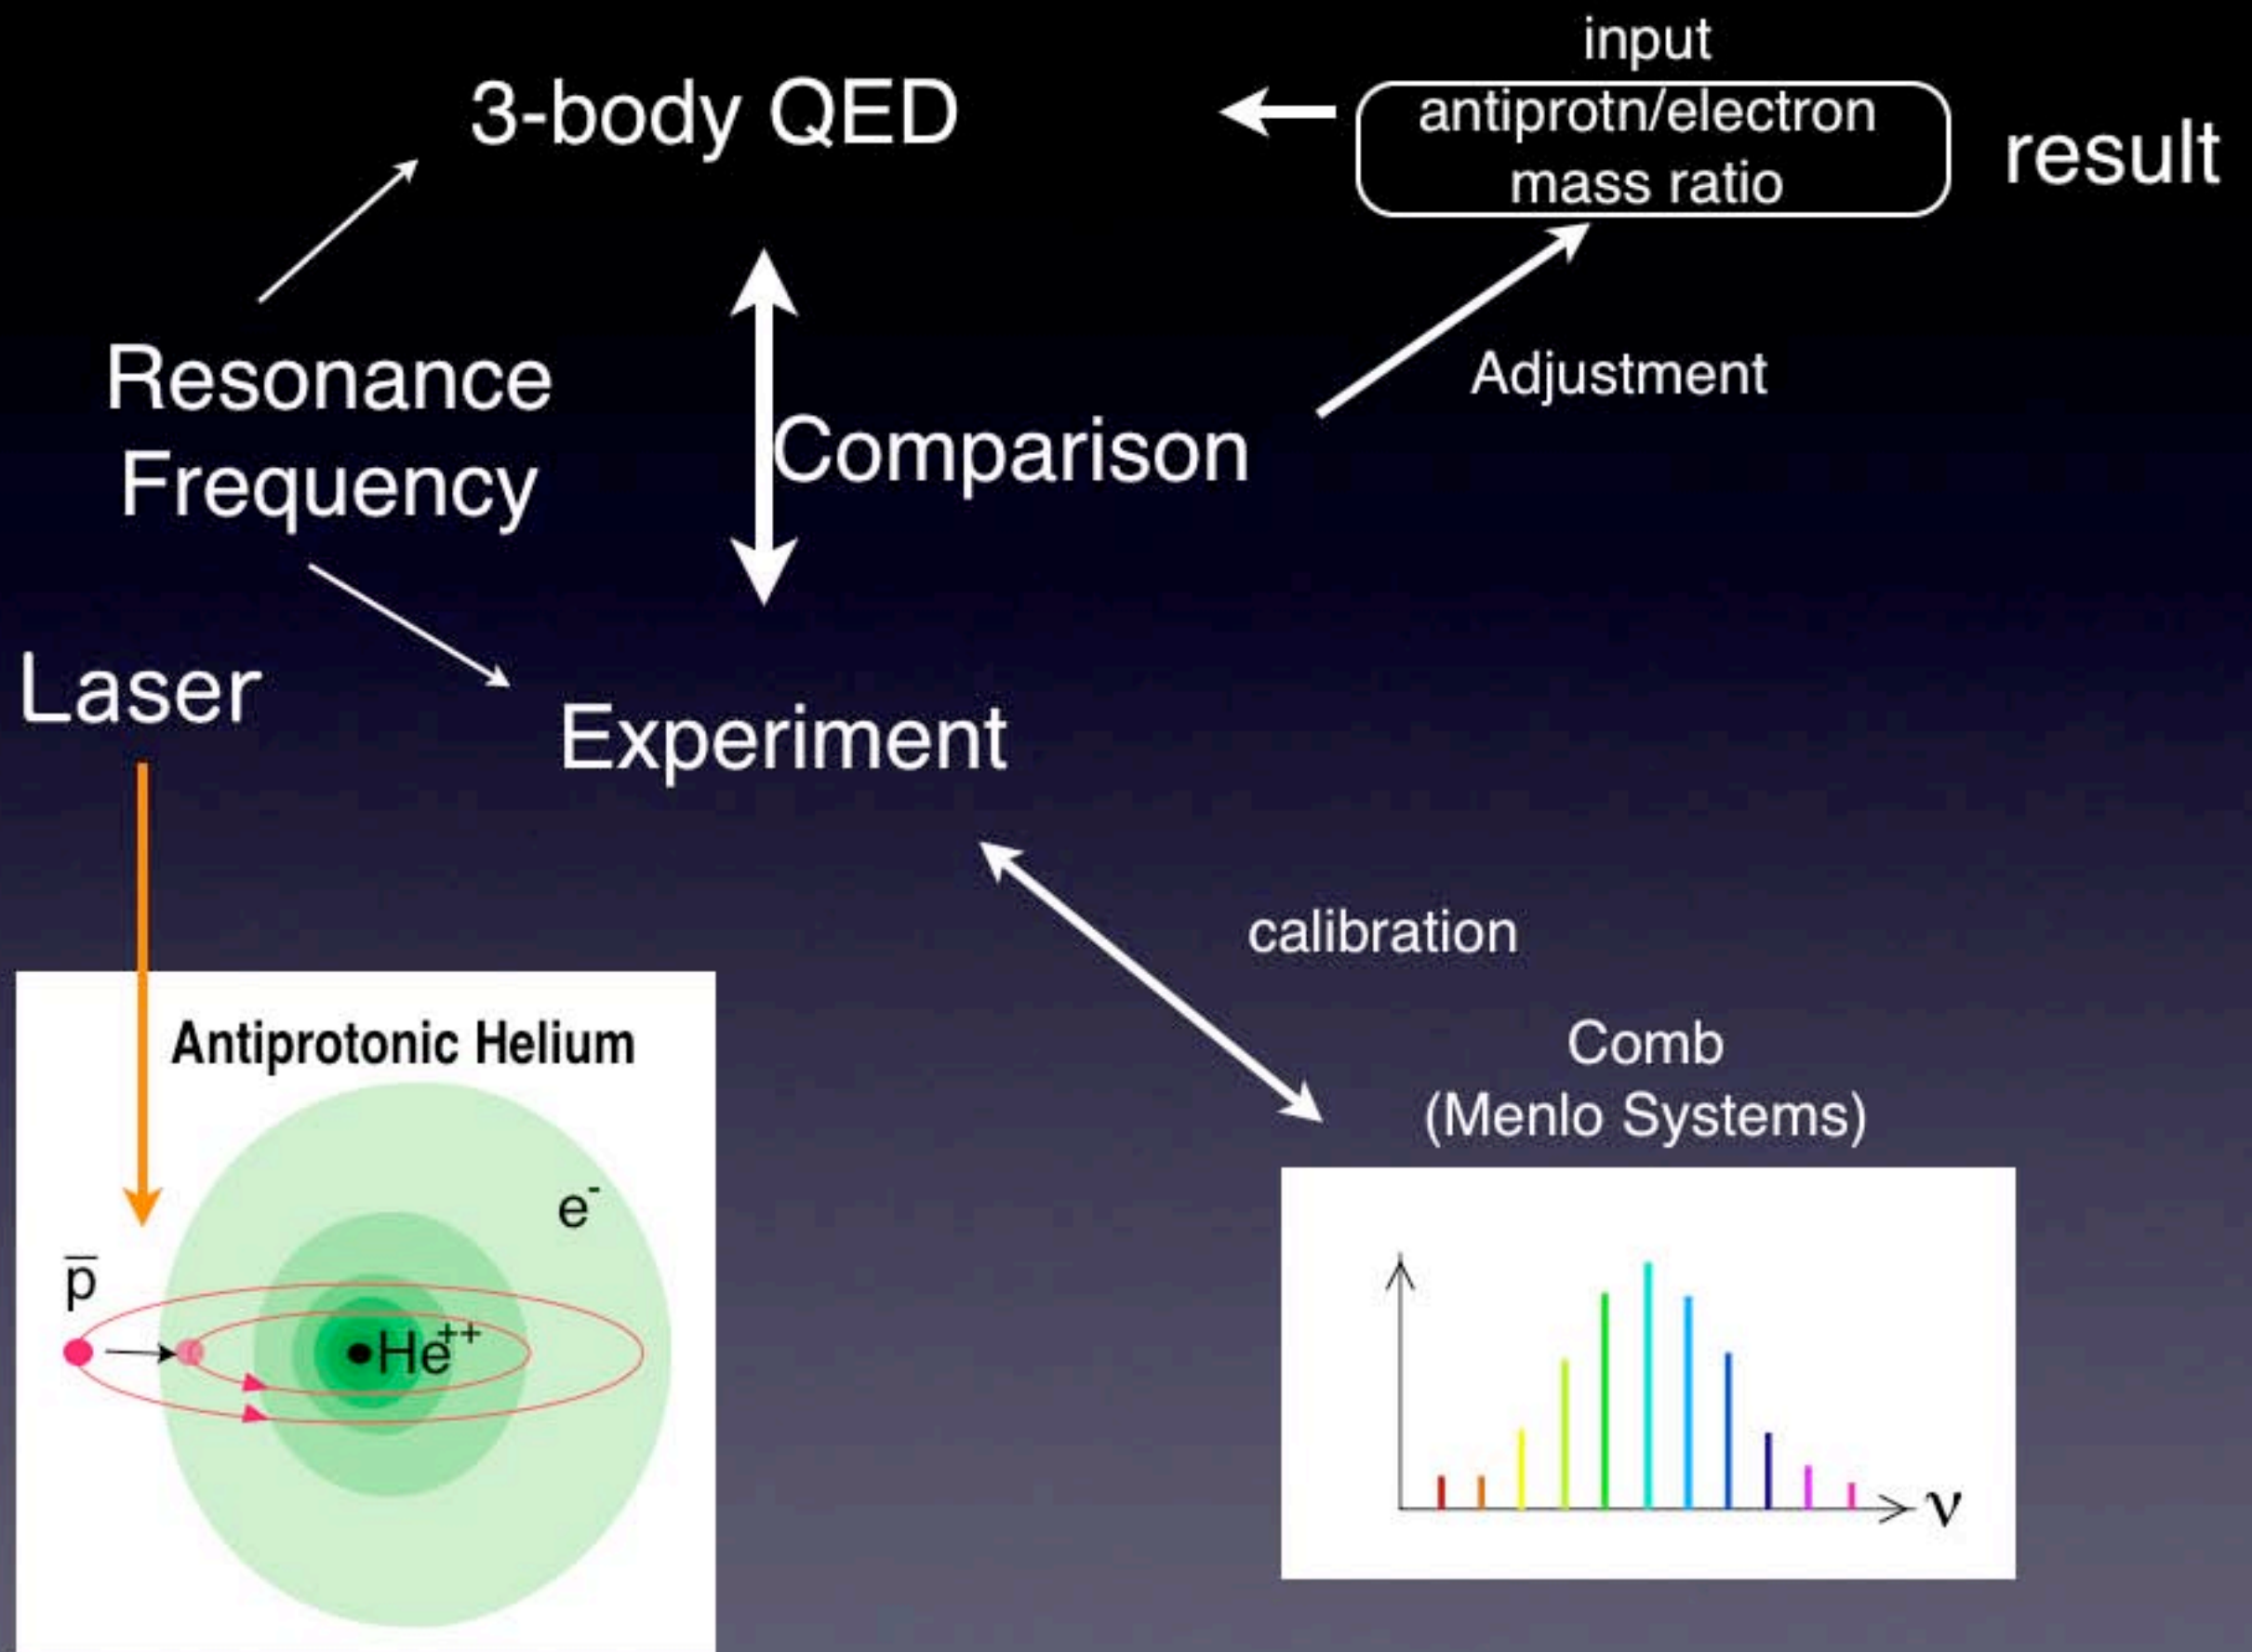 input
3-body QED
antiprotn/electron
mass ratio
result
Resonance
Frequency
Adjustment
Comparison
Laser
Experiment
calibration
Comb
(Menlo Systems)
Antiprotonic Helium
e-
p̅
He++
ν